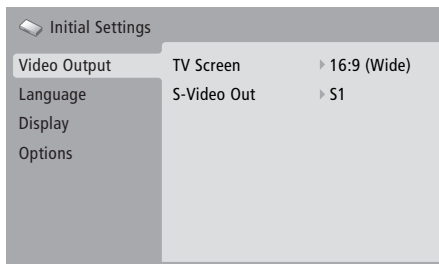 Initial Settings
Video Output TV Screen 16:9 (Wide)
Language S-Video Out S1
Display
Options